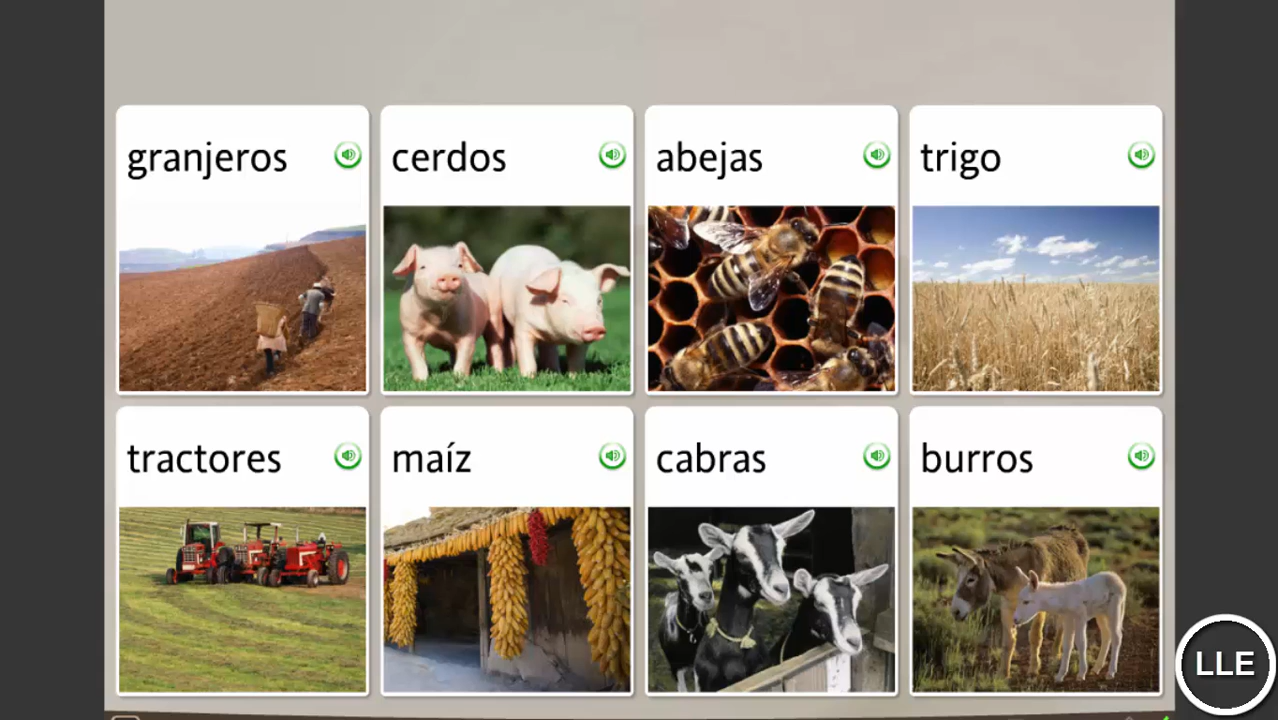 granjeros
cerdos
abejas
trigo
tractores
maíz
cabras
burros
LLE